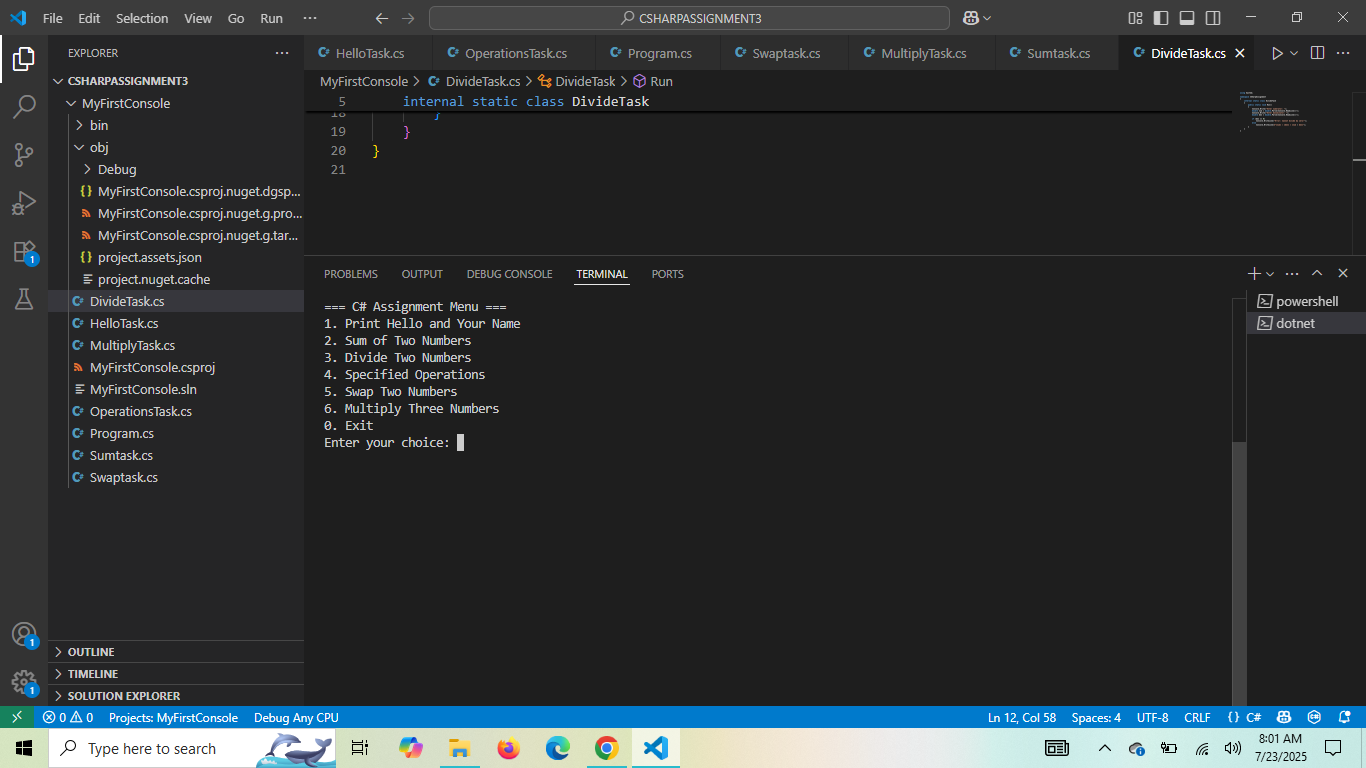 File Edit Selection View Go Run ··· CSHARPASSIGNMENT3
EXPLORER ···
CSHARPASSIGNMENT3
MyFirstConsole
bin
obj
Debug
MyFirstConsole.csproj.nuget.dgsp...
MyFirstConsole.csproj.nuget.g.pro...
MyFirstConsole.csproj.nuget.g.tar...
project.assets.json
project.nuget.cache
DivideTask.cs
HelloTask.cs
MultiplyTask.cs
MyFirstConsole.csproj
MyFirstConsole.sln
OperationsTask.cs
Program.cs
Sumtask.cs
Swaptask.cs
OUTLINE
TIMELINE
SOLUTION EXPLORER
HelloTask.cs OperationsTask.cs Program.cs Swaptask.cs MultiplyTask.cs Sumtask.cs DivideTask.cs
MyFirstConsole > DivideTask.cs > DivideTask > Run
5 internal static class DivideTask
18 }
19 }
20 }
21
PROBLEMS OUTPUT DEBUG CONSOLE TERMINAL PORTS
=== C# Assignment Menu ===
1. Print Hello and Your Name
2. Sum of Two Numbers
3. Divide Two Numbers
4. Specified Operations
5. Swap Two Numbers
6. Multiply Three Numbers
0. Exit
Enter your choice:
powershell
dotnet
1
1
1
0 0 Projects: MyFirstConsole Debug Any CPU Ln 12, Col 58 Spaces: 4 UTF-8 CRLF {} C#
Type here to search
8:01 AM
7/23/2025